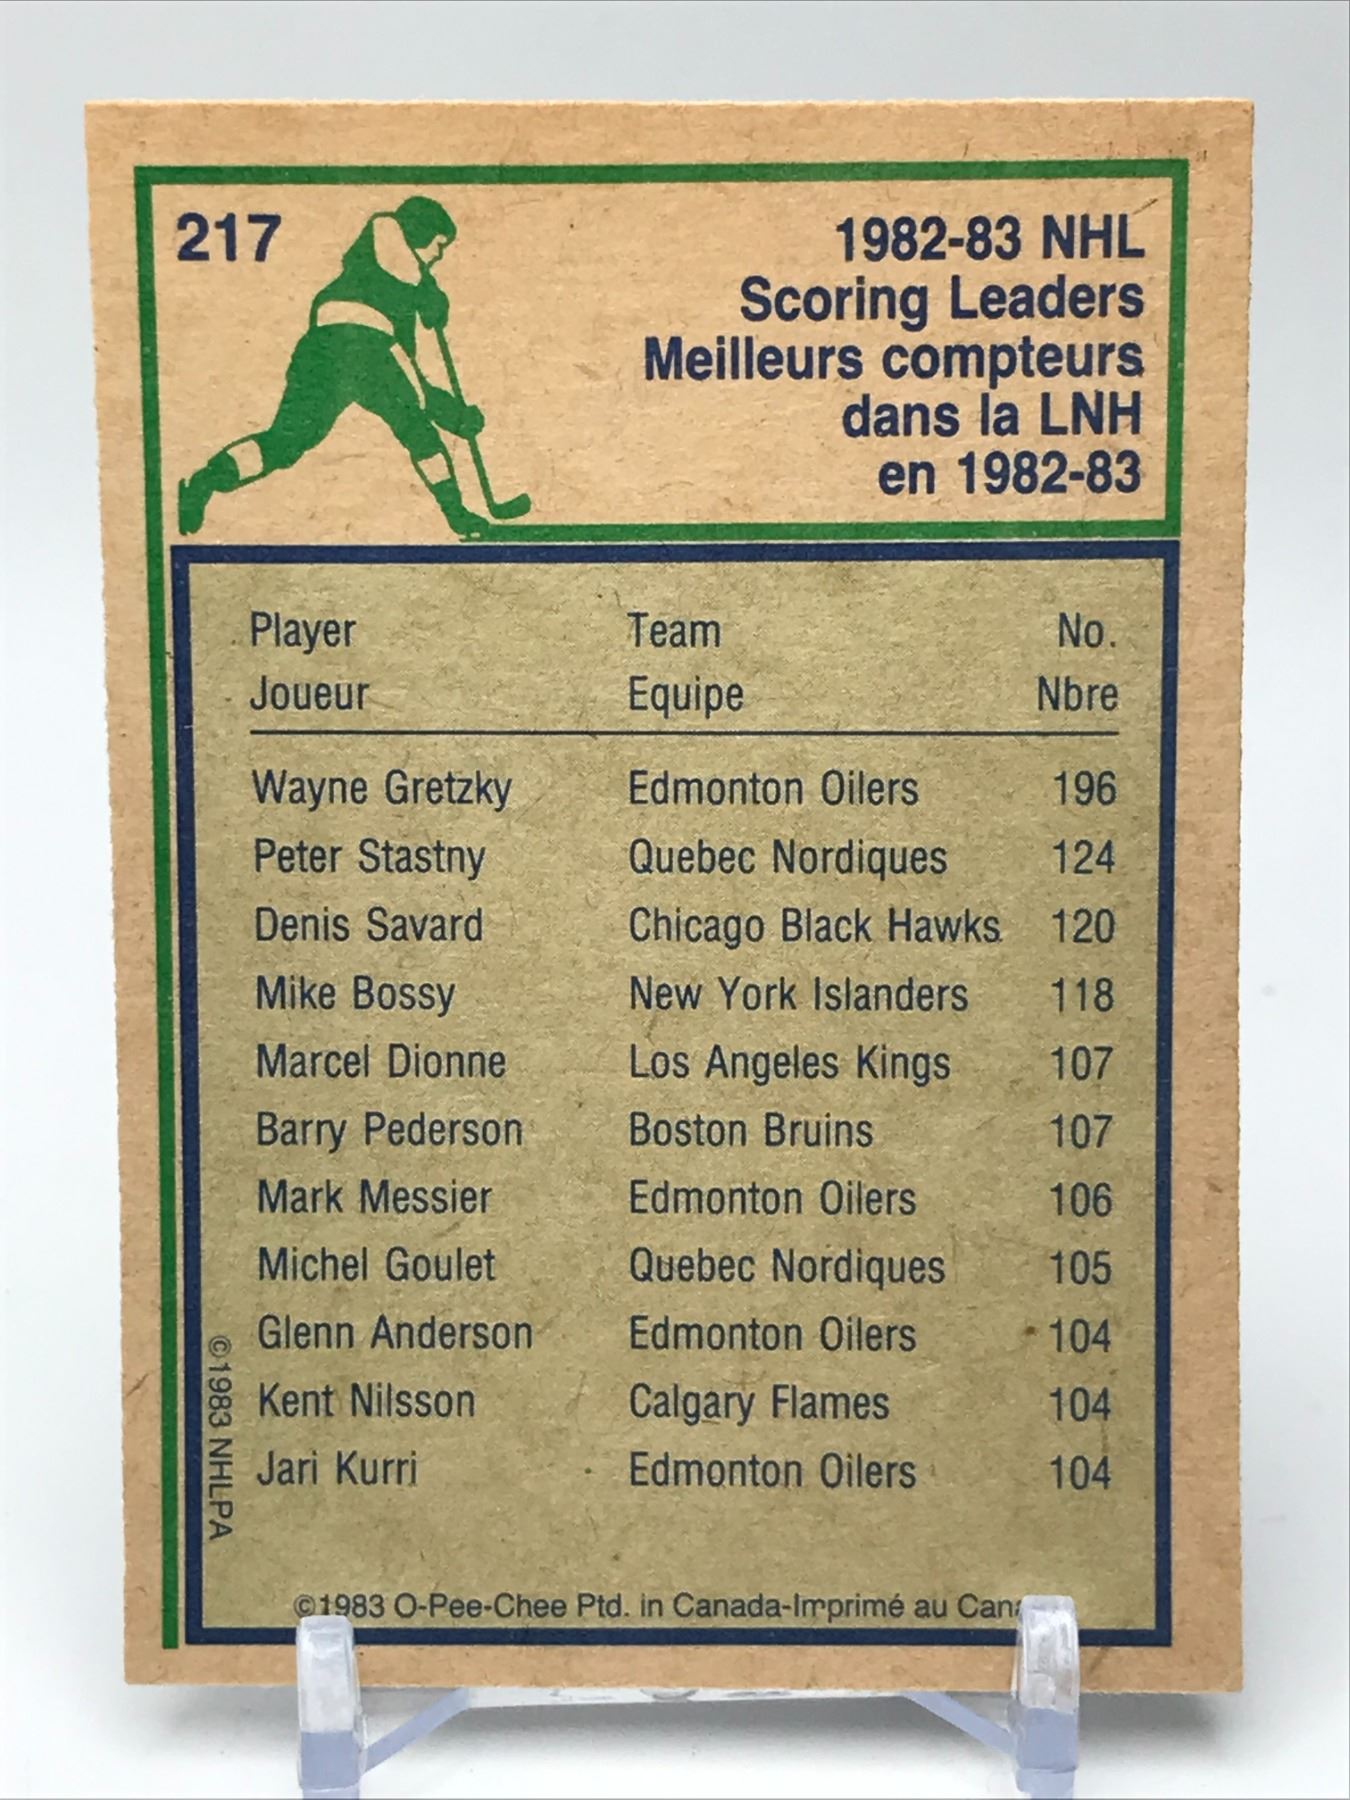 217
1982-83 NHL
Scoring Leaders
Meilleurs compteurs
dans la LNH
en 1982-83
Player Team No.
Joueur Equipe Nbre
Wayne Gretzky Edmonton Oilers 196
Peter Stastny Quebec Nordiques 124
Denis Savard Chicago Black Hawks 120
Mike Bossy New York Islanders 118
Marcel Dionne Los Angeles Kings 107
Barry Pederson Boston Bruins 107
Mark Messier Edmonton Oilers 106
Michel Goulet Quebec Nordiques 105
Glenn Anderson Edmonton Oilers 104
Kent Nilsson Calgary Flames 104
Jari Kurri Edmonton Oilers 104
©1983 NHLPA
©1983 O-Pee-Chee Ptd. in Canada-Imprimé au